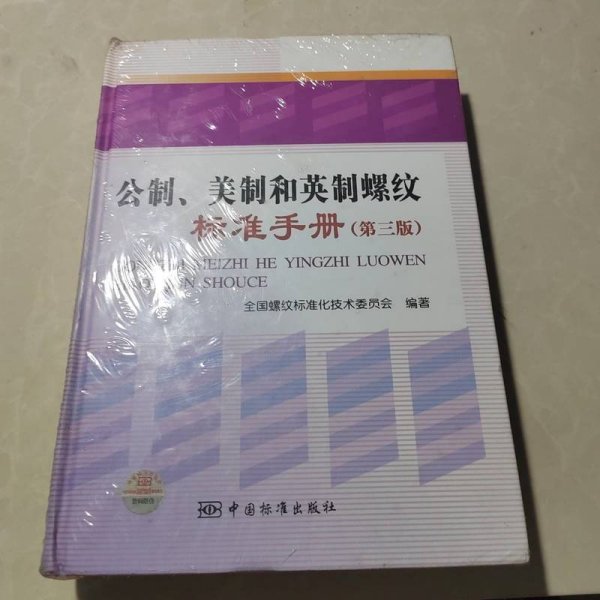 公制、美制和英制螺纹
标准手册(第三版)
MEIZHI HE YINGZHI LUOWEN
SHOUCE
全国螺纹标准化技术委员会 编著
中国标准出版社